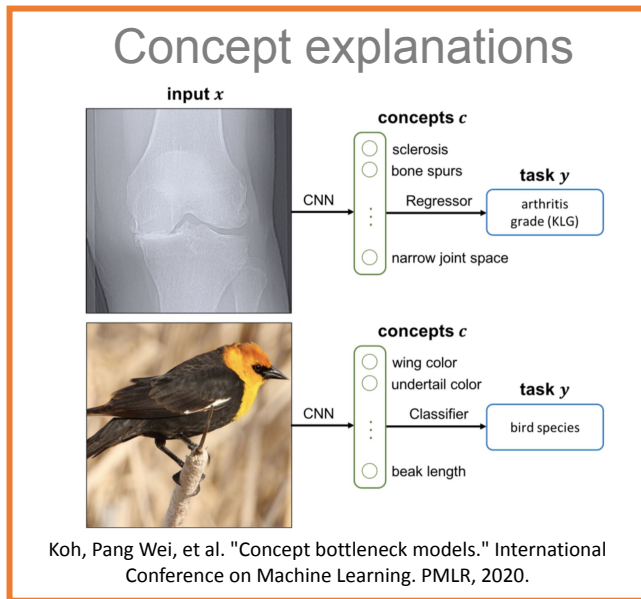 Concept explanations
input x
concepts c
sclerosis
bone spurs
task y
CNN
Regressor
arthritis
grade (KLG)
narrow joint space
concepts c
wing color
undertail color
task y
CNN
Classifier
bird species
beak length
Koh, Pang Wei, et al. "Concept bottleneck models." International
Conference on Machine Learning. PMLR, 2020.